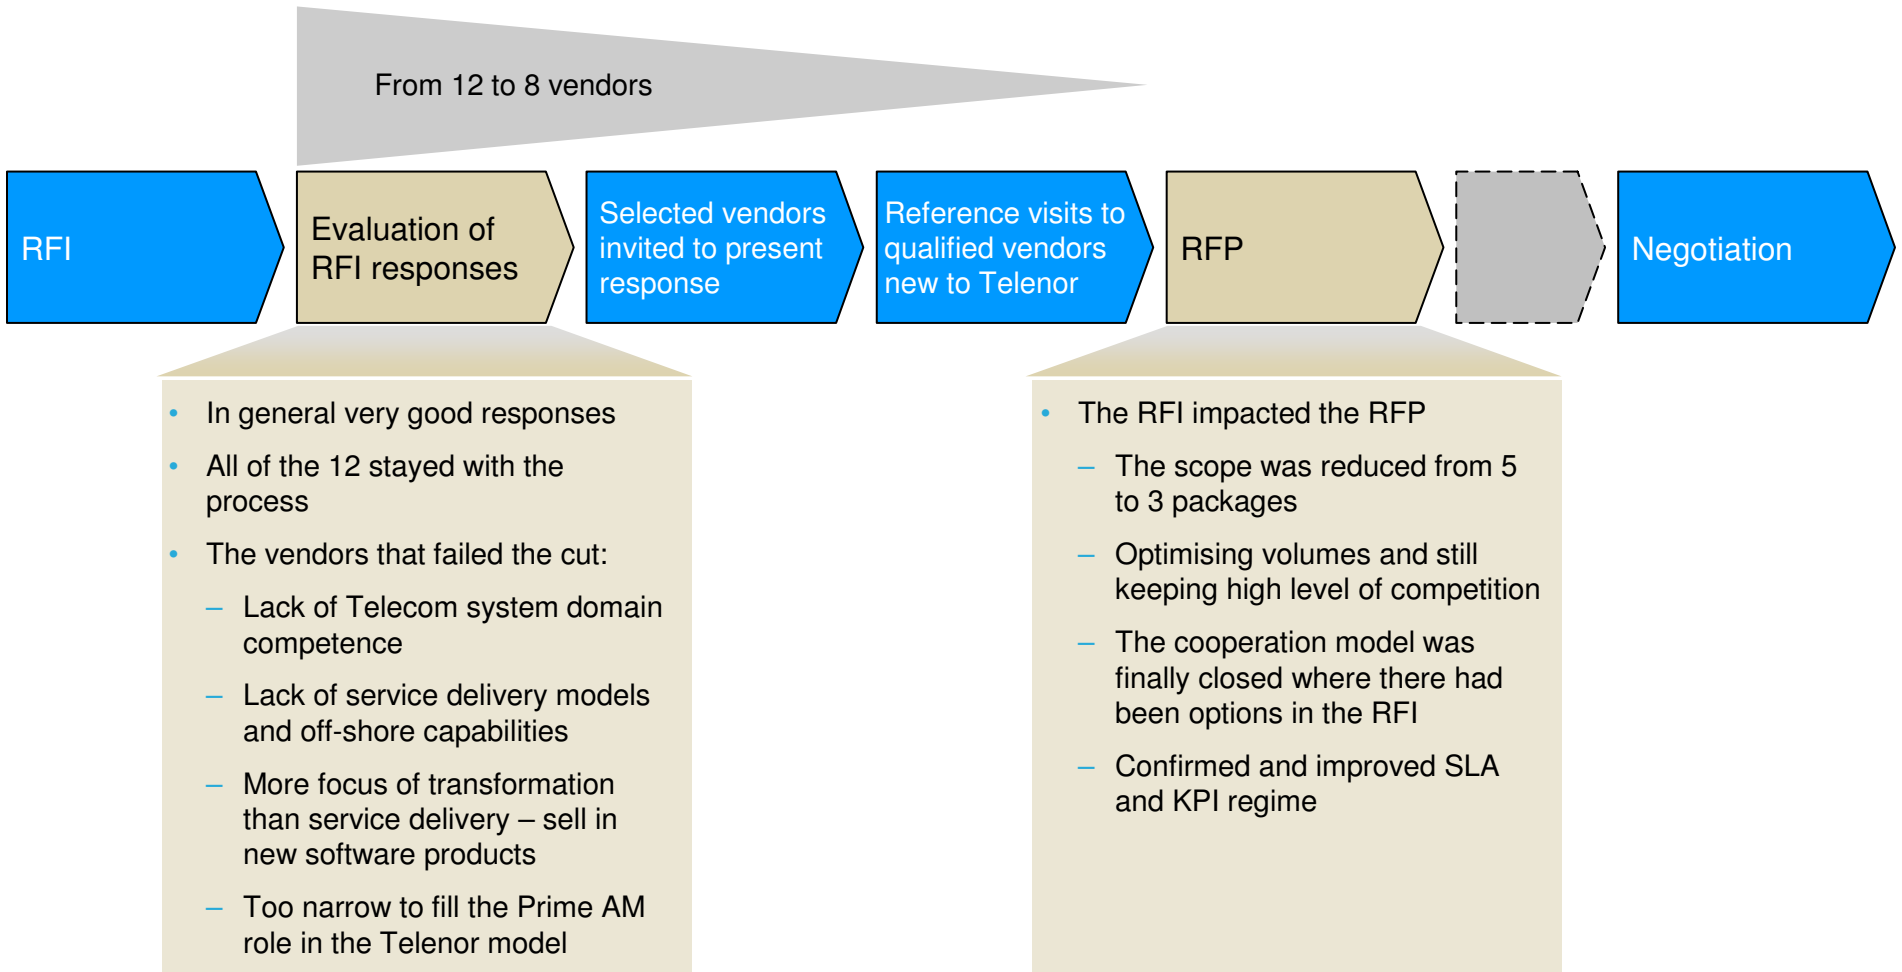 From 12 to 8 vendors
RFI
Evaluation of
RFI responses
Selected vendors
invited to present
response
Reference visits to
qualified vendors
new to Telenor
RFP
Negotiation
• In general very good responses
• All of the 12 stayed with the
process
• The vendors that failed the cut:
– Lack of Telecom system domain
competence
– Lack of service delivery models
and off-shore capabilities
– More focus of transformation
than service delivery – sell in
new software products
– Too narrow to fill the Prime AM
role in the Telenor model
• The RFI impacted the RFP
– The scope was reduced from 5
to 3 packages
– Optimising volumes and still
keeping high level of competition
– The cooperation model was
finally closed where there had
been options in the RFI
– Confirmed and improved SLA
and KPI regime